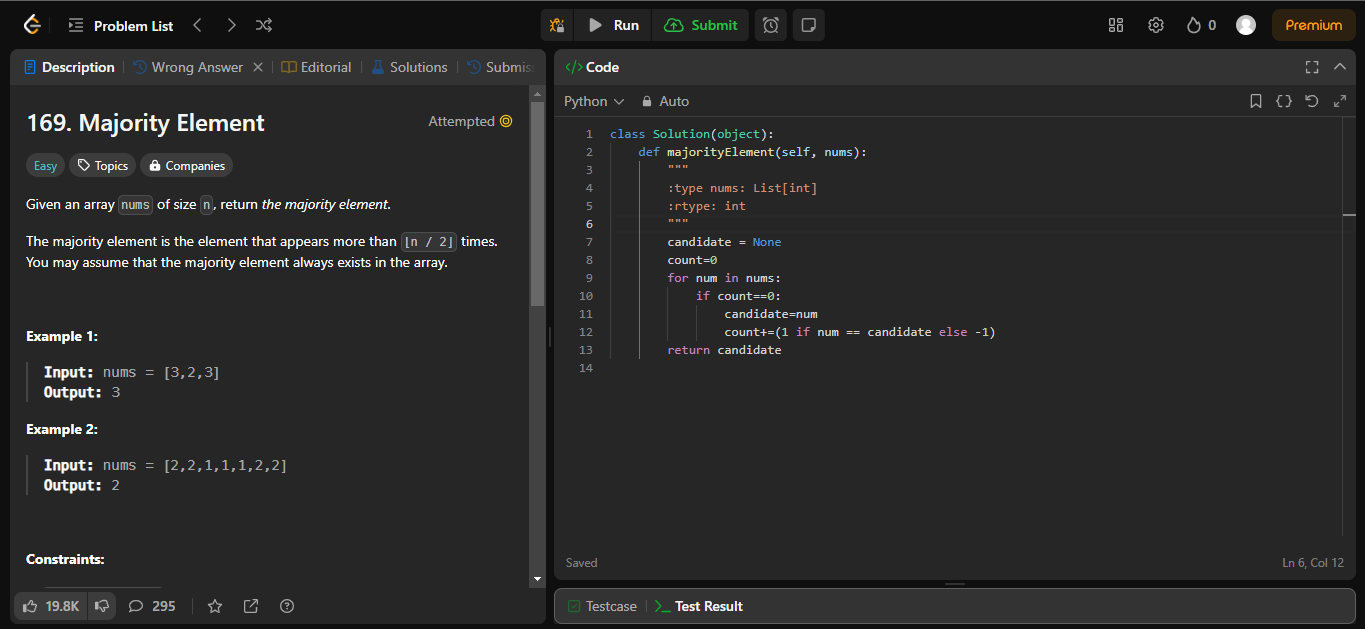 Problem List
Run
Submit
0
Premium
Description
Wrong Answer
Editorial
Solutions
Submis
169. Majority Element
Attempted
Easy
Topics
Companies
Given an array nums of size n, return the majority element.
The majority element is the element that appears more than ⌊n / 2⌋ times.
You may assume that the majority element always exists in the array.
Example 1:
Input: nums = [3,2,3]
Output: 3
Example 2:
Input: nums = [2,2,1,1,1,2,2]
Output: 2
Constraints:
19.8K
295
</> Code
Python
Auto
1 class Solution(object):
2 def majorityElement(self, nums):
3 """
4 :type nums: List[int]
5 :rtype: int
6 """
7 candidate = None
8 count=0
9 for num in nums:
10 if count==0:
11 candidate=num
12 count+=(1 if num == candidate else -1)
13 return candidate
14
Saved
Ln 6, Col 12
Testcase
Test Result